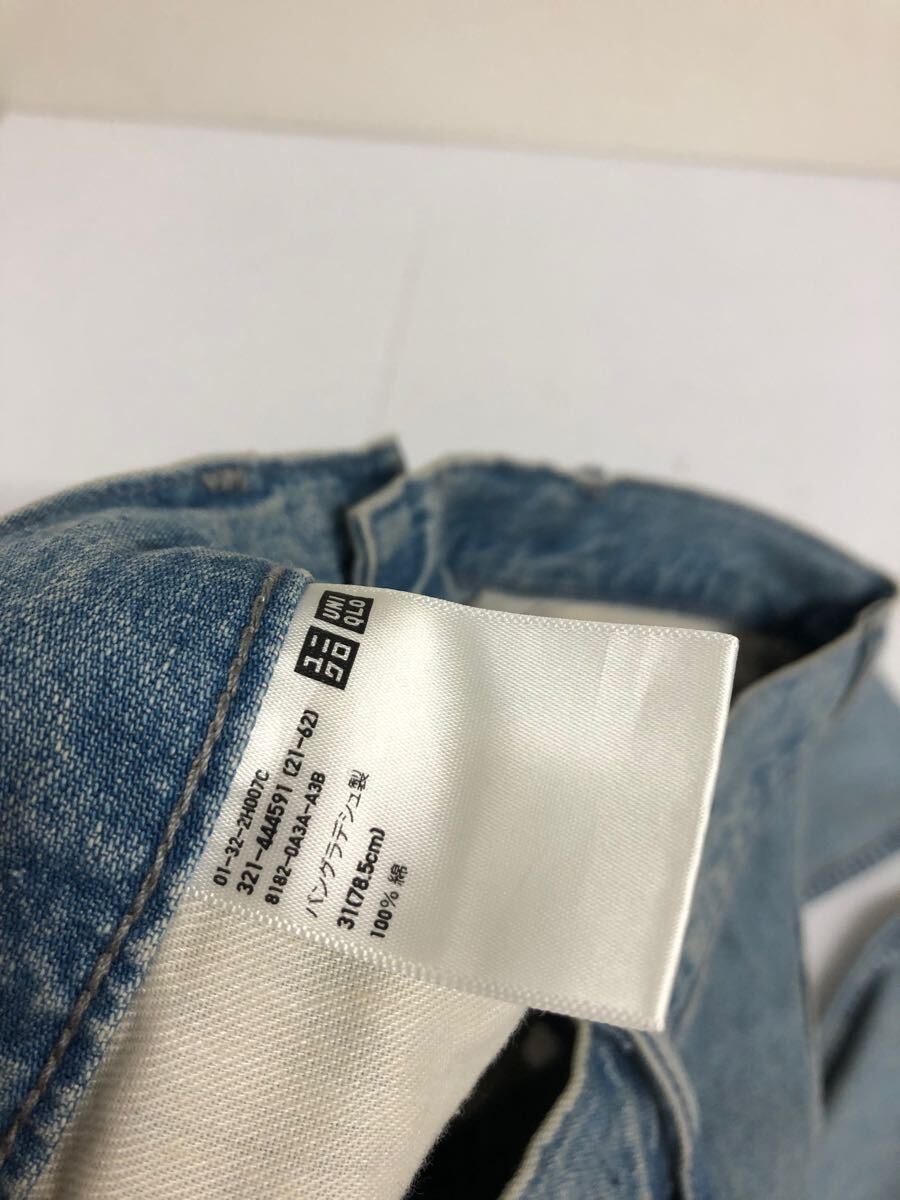 ユニクロ
UNIQLO
01-32-2H007C
321-444591 (21-62)
8182-0A3A-A3B
バングラデシュ製
31(78.5cm)
100% 綿